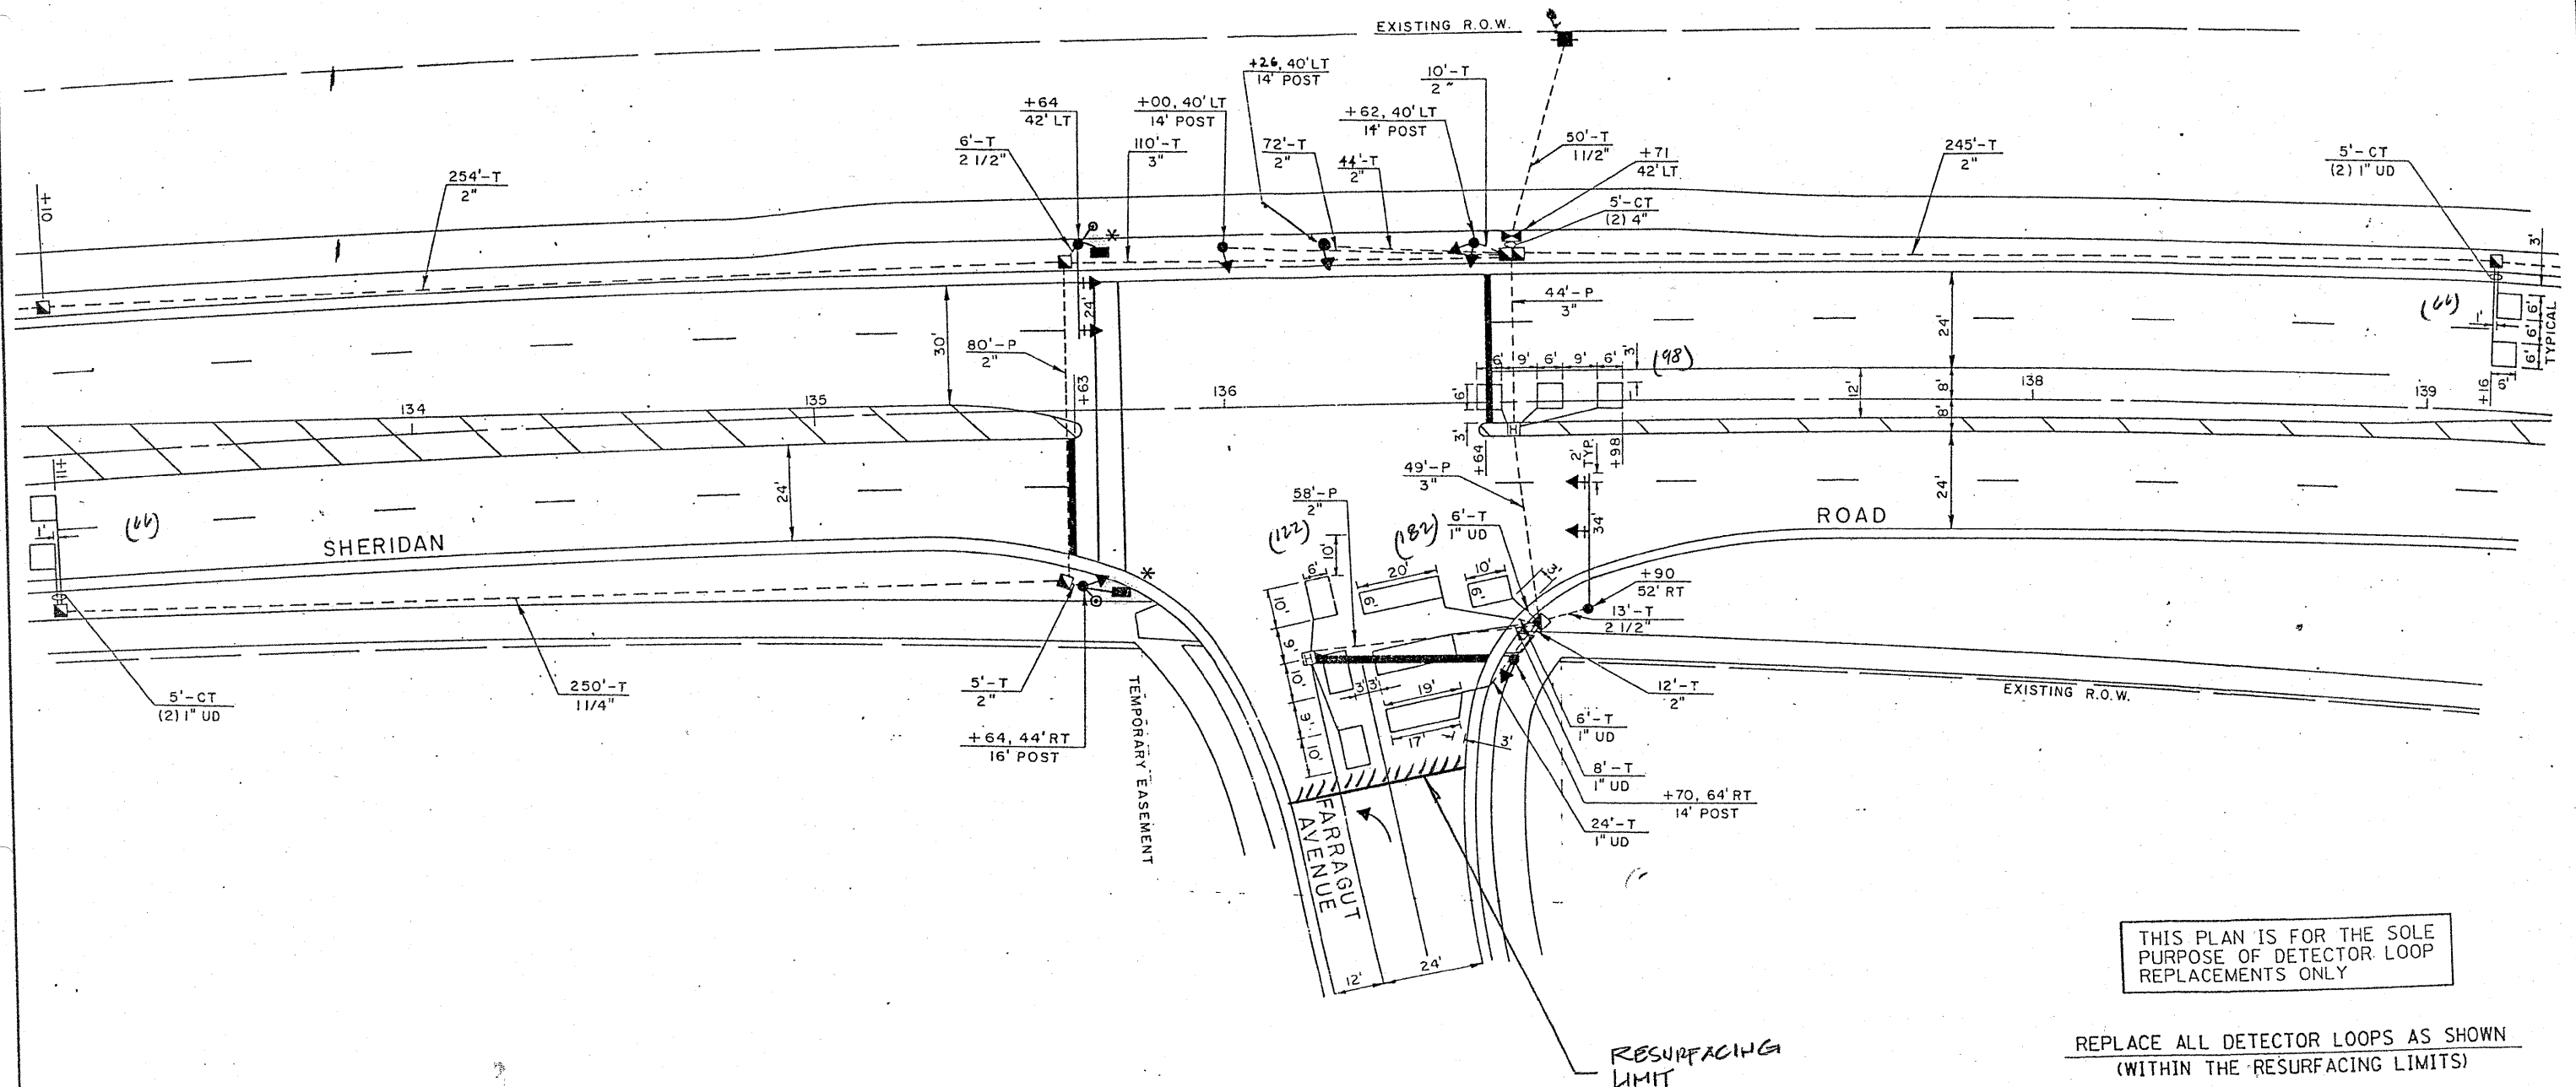 EXISTING R.O.W.
+26, 40' LT
14' POST
10'-T
2"
+64
42' LT
+00, 40' LT
14' POST
+62, 40' LT
14' POST
6'-T
2 1/2"
110'-T
3"
72'-T
2"
44'-T
2"
50'-T
1 1/2"
+71
42' LT
245'-T
2"
5'-CT
(2) 1" UD
254'-T
2"
+10
5'-CT
(2) 4"
3'
24'
30'
80'-P
2"
+63
44'-P
3"
24'
(66)
1'
6'
6'
6'
TYPICAL
6'
+16
6'
9'
6'
9'
6'
3'
(98)
6'
1'
12'
8'
8'
134
135
136
138
139
3'
+64
+98
2'
TYP.
+11
1'
(66)
24'
SHERIDAN
49'-P
3"
58'-P
2"
(122)
(182)
6'-T
1" UD
34'
24'
ROAD
6'
10'
20'
6'
10'
6'
3'
+90
52' RT
13'-T
2 1/2"
10'
9'
10'
9'
10'
3'
3'
19'
17'
1'
3'
5'-CT
(2) 1" UD
250'-T
1 1/4"
5'-T
2"
+64, 44' RT
16' POST
TEMPORARY EASEMENT
12'-T
2"
EXISTING R.O.W.
6'-T
1" UD
8'-T
1" UD
+70, 64' RT
14' POST
24'-T
1" UD
FARRAGUT
AVENUE
12'
24'
THIS PLAN IS FOR THE SOLE
PURPOSE OF DETECTOR LOOP
REPLACEMENTS ONLY
REPLACE ALL DETECTOR LOOPS AS SHOWN
(WITHIN THE RESURFACING LIMITS)
RESURFACING
LIMIT